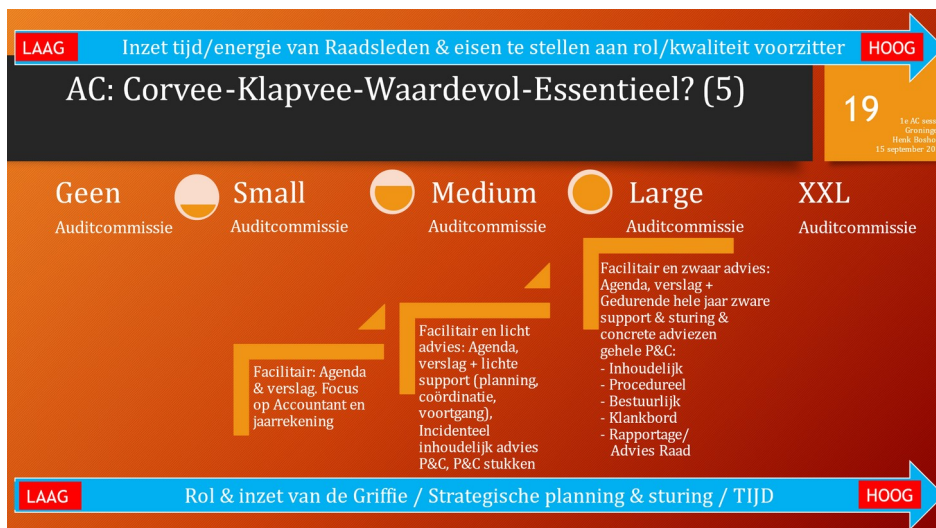 LAAG Inzet tijd/energie van Raadsleden & eisen te stellen aan rol/kwaliteit voorzitter HOOG
AC: Corvee-Klapvee-Waardevol-Essentieel? (5)
19
1e AC
Henk
15 september
Geen
Auditcommissie
Small
Auditcommissie
Medium
Auditcommissie
Large
Auditcommissie
XXL
Auditcommissie
Facilitair: Agenda
& verslag. Focus
op Accountant en
jaarrekening
Facilitair en licht
advies: Agenda,
verslag + lichte
support (planning,
coördinatie,
voortgang),
Incidenteel
inhoudelijk advies
P&C, P&C stukken
Facilitair en zwaar advies:
Agenda, verslag +
Gedurende hele jaar zware
support & sturing &
concrete adviezen
gehele P&C:
- Inhoudelijk
- Procedureel
- Bestuurlijk
- Klankbord
- Rapportage/
Advies Raad
LAAG Rol & inzet van de Griffie / Strategische planning & sturing / TIJD HOOG